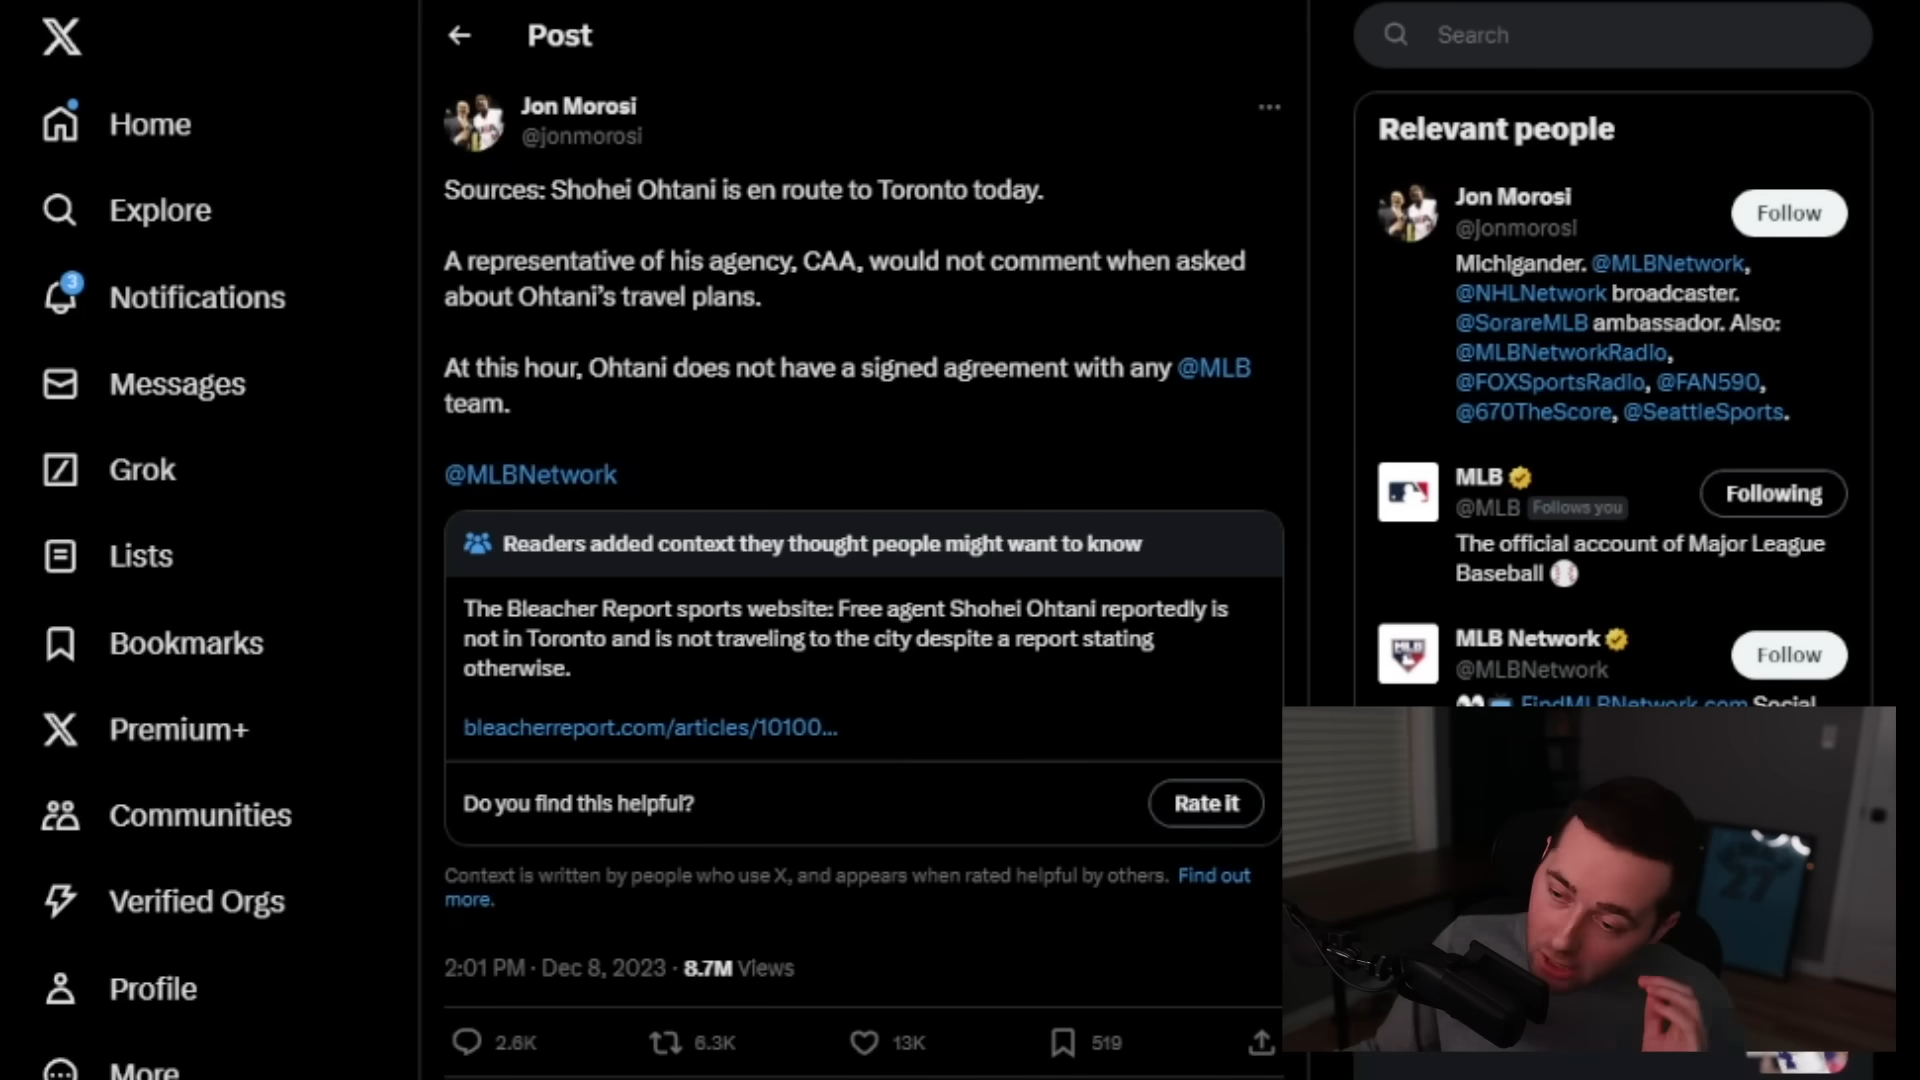 Home
Explore
3
Notifications
Messages
Grok
Lists
Bookmarks
Premium+
Communities
Verified Orgs
Profile
More
Post
Jon Morosi
@jonmorosi
Sources: Shohei Ohtani is en route to Toronto today.
A representative of his agency, CAA, would not comment when asked
about Ohtani's travel plans.
At this hour, Ohtani does not have a signed agreement with any @MLB
team.
@MLBNetwork
Readers added context they thought people might want to know
The Bleacher Report sports website: Free agent Shohei Ohtani reportedly is
not in Toronto and is not traveling to the city despite a report stating
otherwise.
bleacherreport.com/articles/10100...
Do you find this helpful?
Rate it
Context is written by people who use X, and appears when rated helpful by others. Find out
more.
2:01 PM · Dec 8, 2023 · 8.7M Views
2.6K
6.3K
13K
519
Search
Relevant people
Jon Morosi
@jonmorosi
Follow
Michigander. @MLBNetwork,
@NHLNetwork broadcaster.
@SorareMLB ambassador. Also:
@MLBNetworkRadio,
@FOXSportsRadio, @FAN590,
@670TheScore, @SeattleSports.
MLB
@MLB Follows you
Following
The official account of Major League
Baseball
MLB Network
@MLBNetwork
Follow
FindMLBNetwork.com Social
27